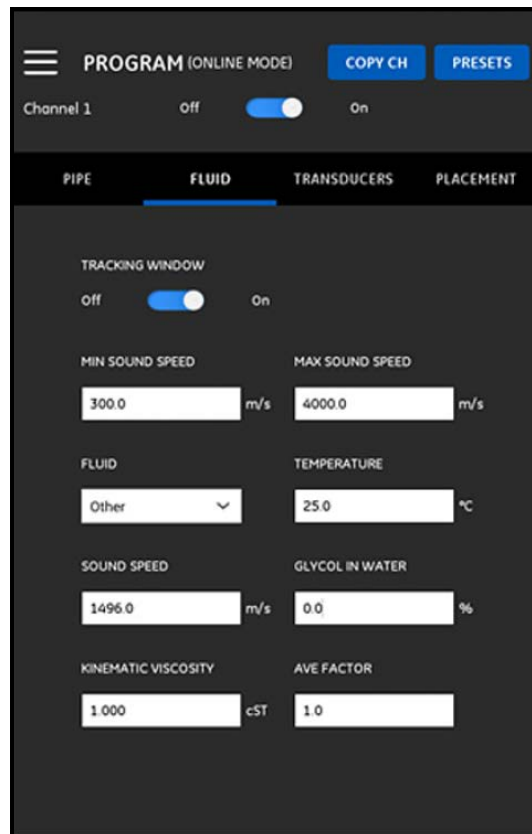 PROGRAM (ONLINE MODE) COPY CH PRESETS
Channel 1 Off On
PIPE FLUID TRANSDUCERS PLACEMENT
TRACKING WINDOW
Off On
MIN SOUND SPEED MAX SOUND SPEED
300.0 m/s 4000.0 m/s
FLUID TEMPERATURE
Other 25.0 °C
SOUND SPEED GLYCOL IN WATER
1496.0 m/s 0.0 %
KINEMATIC VISCOSITY AVE FACTOR
1.000 cST 1.0